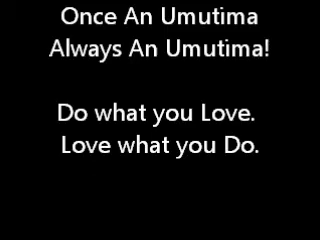 Once An Umutima
Always An Umutima!
Do what you Love.
Love what you Do.